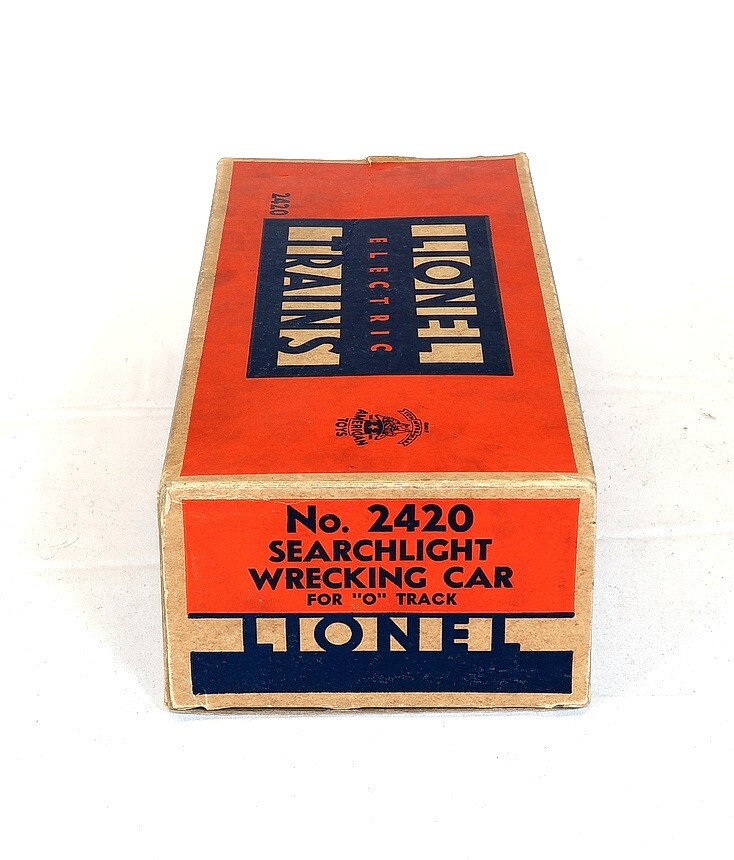 2420
LIONEL
ELECTRIC
TRAINS
AMERICAN
TOYS
No. 2420
SEARCHLIGHT
WRECKING CAR
FOR "O" TRACK
LIONEL